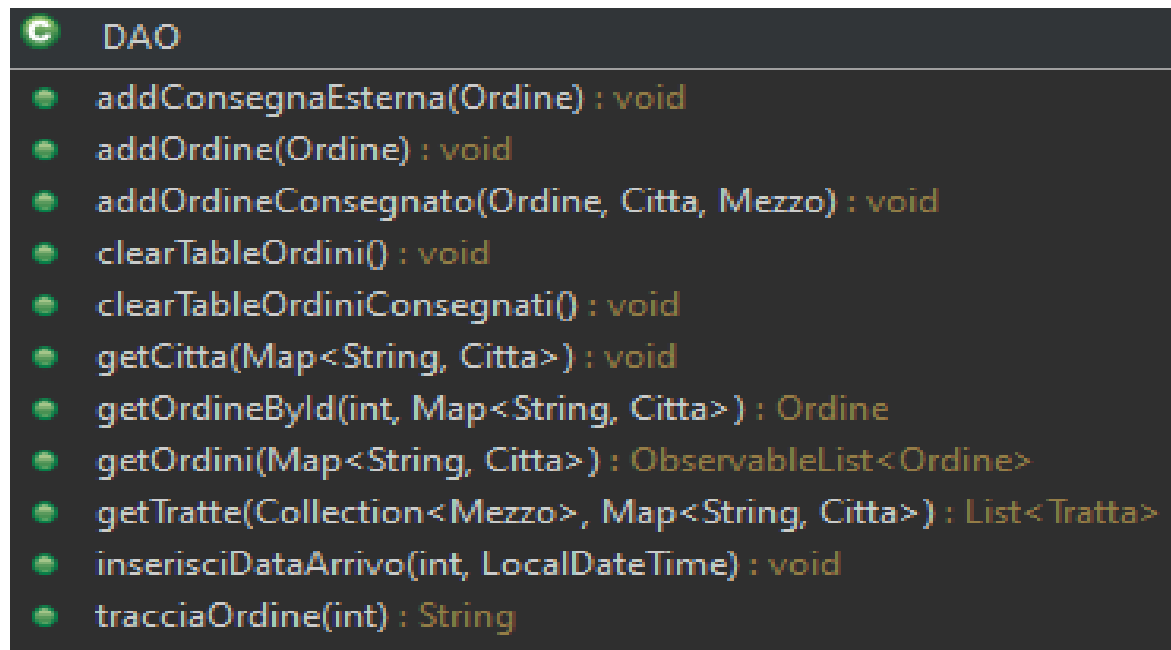 C DAO
addConsegnaEsterna(Ordine) : void
addOrdine(Ordine) : void
addOrdineConsegnato(Ordine, Citta, Mezzo) : void
clearTableOrdini() : void
clearTableOrdiniConsegnati() : void
getCitta(Map<String, Citta>) : void
getOrdineById(int, Map<String, Citta>) : Ordine
getOrdini(Map<String, Citta>) : ObservableList<Ordine>
getTratte(Collection<Mezzo>, Map<String, Citta>) : List<Tratta>
inserisciDataArrivo(int, LocalDateTime) : void
tracciaOrdine(int) : String